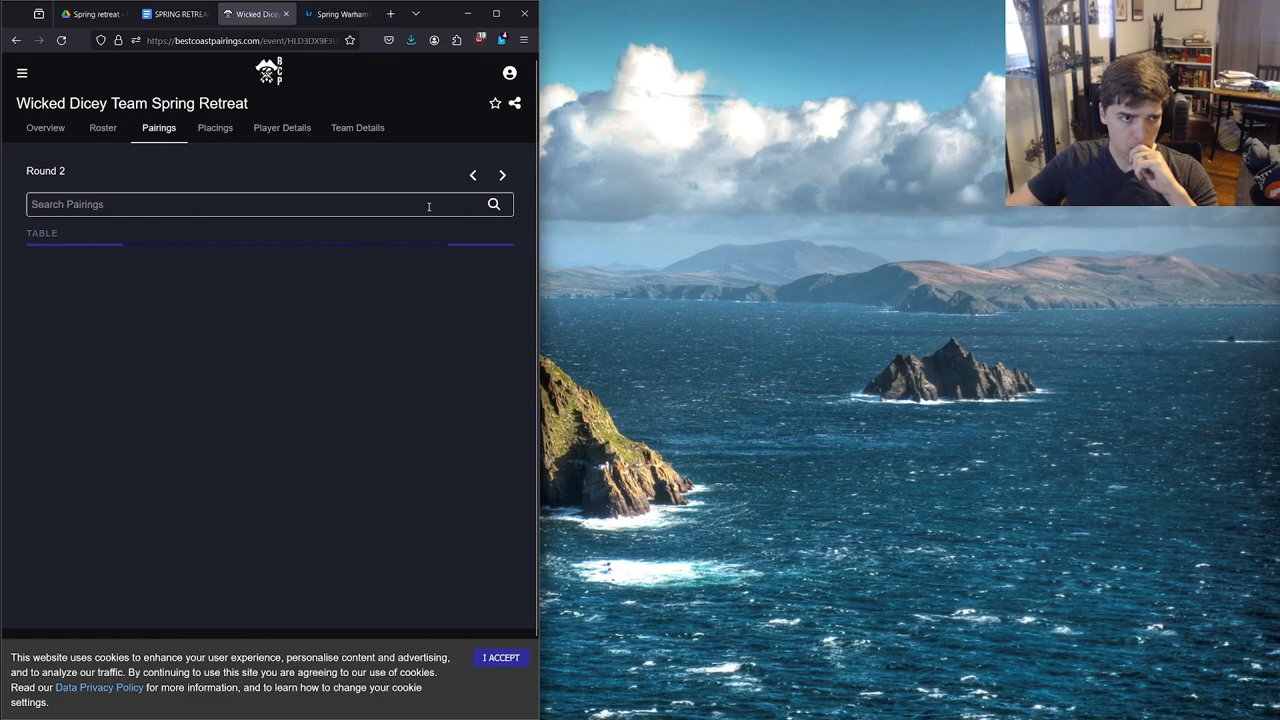 Spring retreat -
SPRING RETREA
Wicked Dicey
Spring Warham
https://bestcoastpairings.com/event/HLD3DX9F3U
19
4
BCP
Wicked Dicey Team Spring Retreat
Overview
Roster
Pairings
Placings
Player Details
Team Details
Round 2
Search Pairings
TABLE
This website uses cookies to enhance your user experience, personalise content and advertising,
and to analyze our traffic. By continuing to use this site you are agreeing to our use of cookies.
Read our Data Privacy Policy for more information, and to learn how to change your cookie
settings.
I ACCEPT